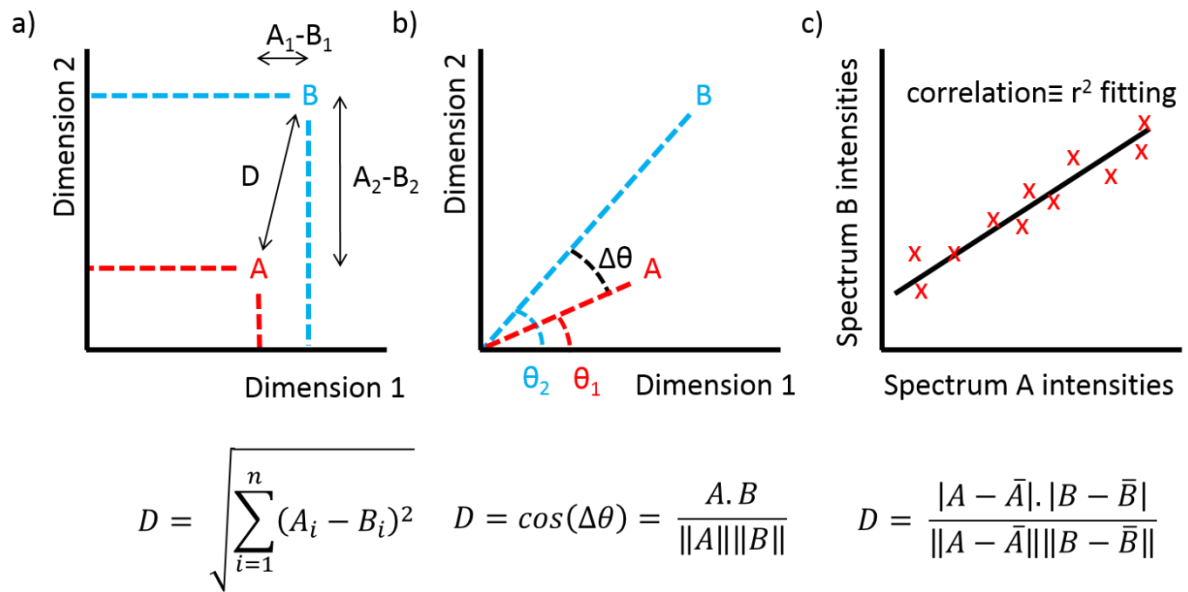 a)
A₁-B₁
Dimension 2
B
D
A₂-B₂
A
Dimension 1
b)
Dimension 2
B
Δθ
A
θ₂
θ₁
Dimension 1
c)
Spectrum B intensities
correlation≡ r² fitting
x x x x x x x x x x x x
Spectrum A intensities
D = √∑ⁿᵢ₌₁(Aᵢ − Bᵢ)²
D = cos(Δθ) = A.B / ‖A‖‖B‖
D = |A − Ā|.|B − B̄| / ‖A − Ā‖‖B − B̄‖